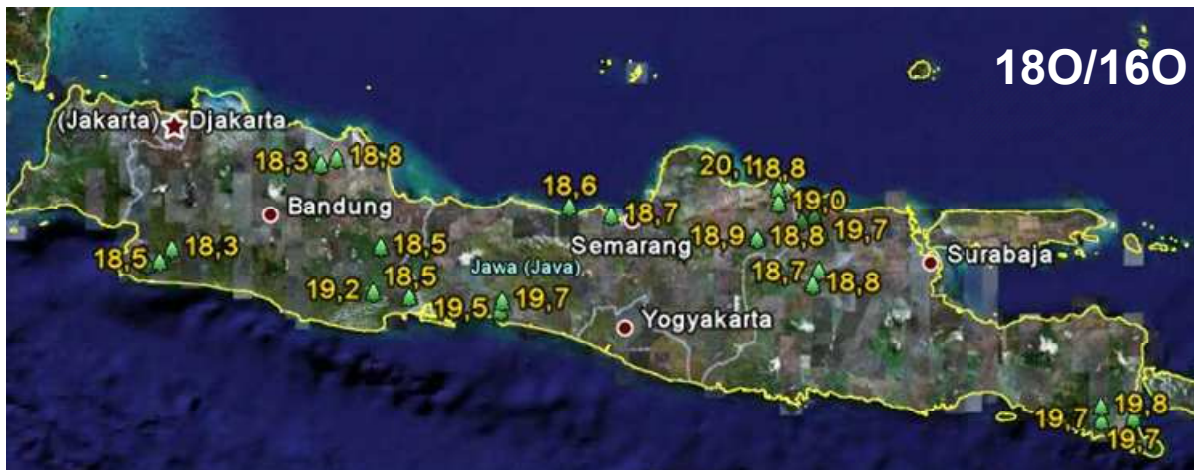 18O/16O
(Jakarta) Djakarta
18,3 18,8
Bandung
18,6
20,1 18,8
19,0
18,7
19,7
Semarang
18,9 18,8
18,5 18,3
18,5
18,5
Jawa (Java)
Surabaja
18,7
18,8
19,2
19,5 19,7
Yogyakarta
19,7 19,8
19,7